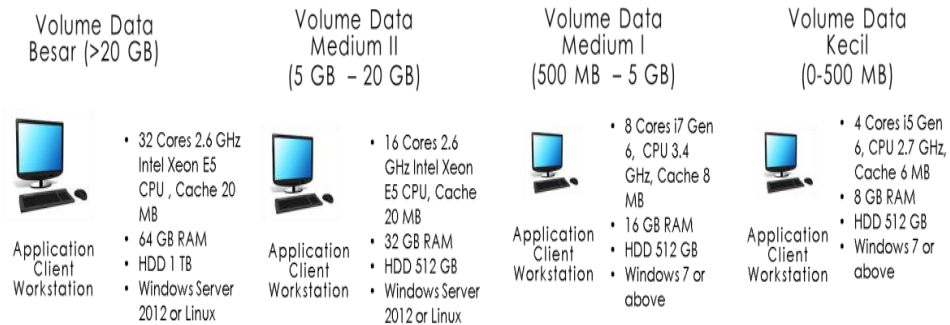 Volume Data
Besar (>20 GB)
• 32 Cores 2.6 GHz
Intel Xeon E5
CPU , Cache 20
MB
• 64 GB RAM
• HDD 1 TB
• Windows Server
2012 or Linux
Application
Client
Workstation
Volume Data
Medium II
(5 GB – 20 GB)
• 16 Cores 2.6
GHz Intel Xeon
E5 CPU, Cache
20 MB
• 32 GB RAM
• HDD 512 GB
• Windows Server
2012 or Linux
Application
Client
Workstation
Volume Data
Medium I
(500 MB – 5 GB)
• 8 Cores i7 Gen
6, CPU 3.4
GHz, Cache 8
MB
• 16 GB RAM
• HDD 512 GB
• Windows 7 or
above
Application
Client
Workstation
Volume Data
Kecil
(0-500 MB)
• 4 Cores i5 Gen
6, CPU 2.7 GHz,
Cache 6 MB
• 8 GB RAM
• HDD 512 GB
• Windows 7 or
above
Application
Client
Workstation